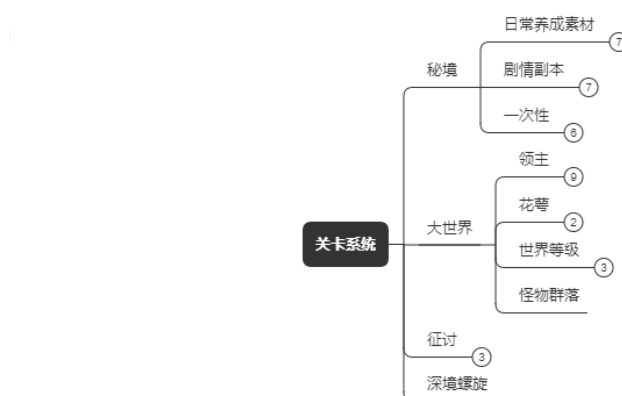 日常养成素材
7
秘境
剧情副本
7
一次性
6
领主
9
花萼
2
大世界
关卡系统
世界等级
3
怪物群落
征讨
3
深境螺旋